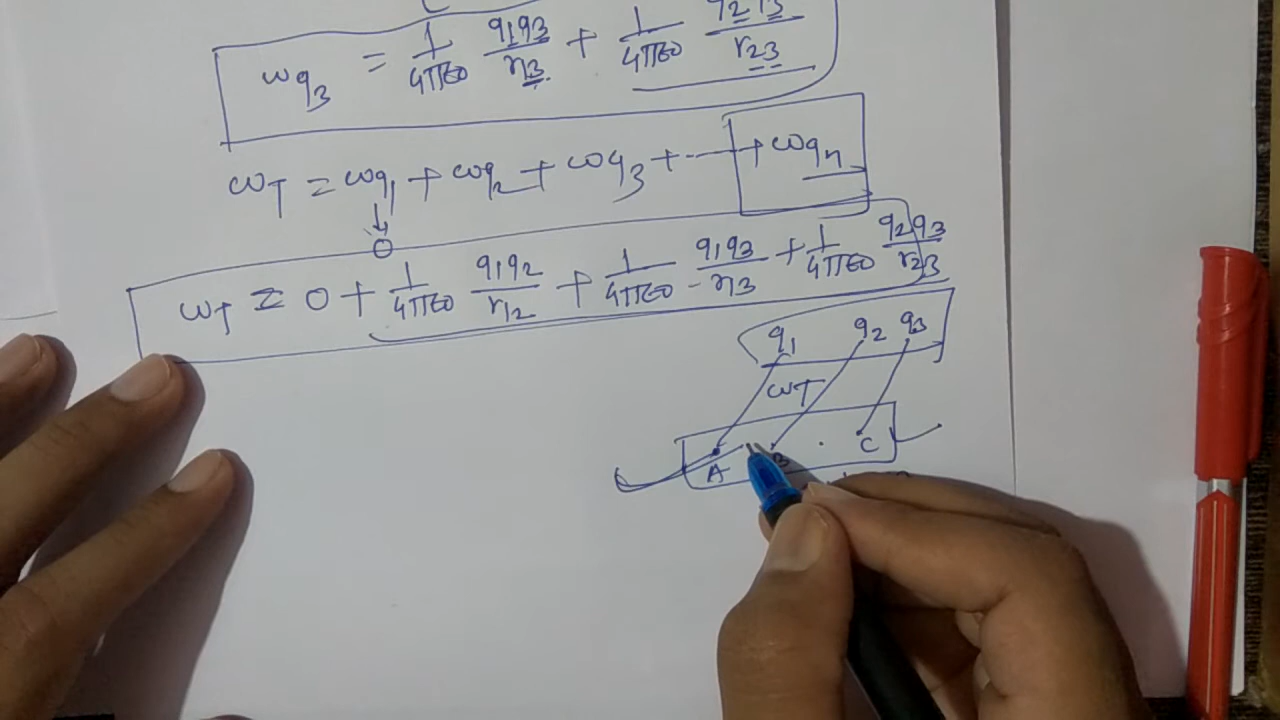 wq3 = 1/4πε0 q1q3/r13 + 1/4πε0 q2q3/r23
wT = wq1 + wq2 + wq3 + ... + wqn
wT = 0 + 1/4πε0 q1q2/r12 + 1/4πε0 q1q3/r13 + 1/4πε0 q2q3/r23
q1 q2 q3
wT
A B C